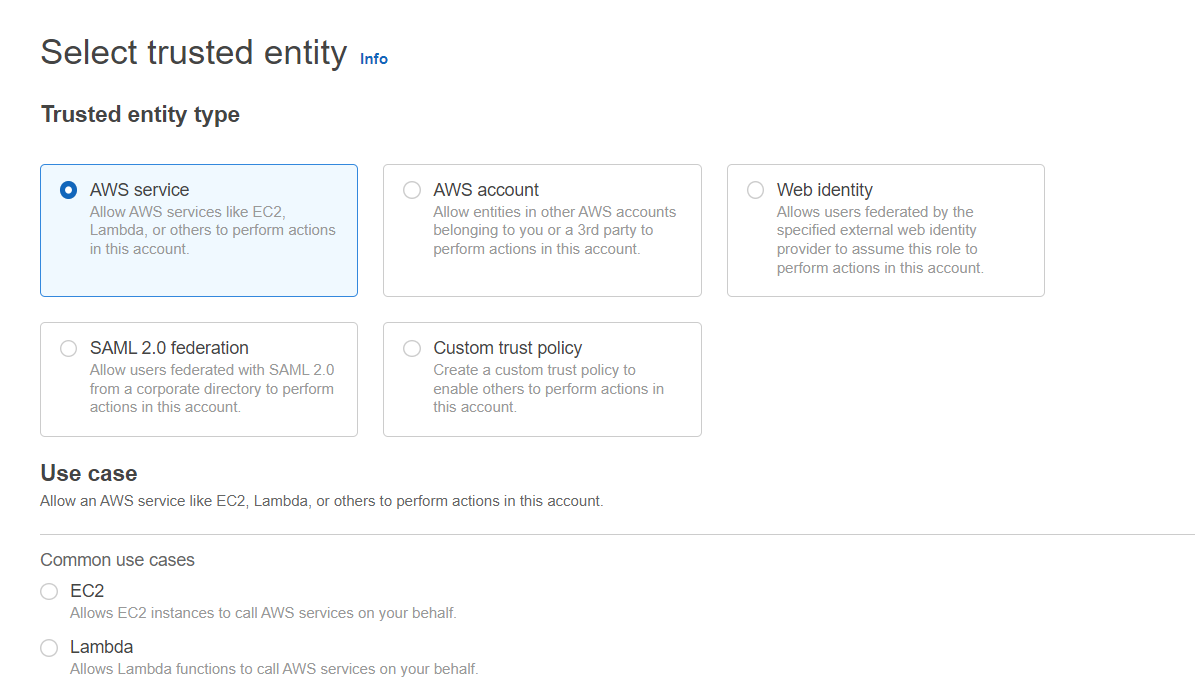 Select trusted entity Info
Trusted entity type
AWS service
Allow AWS services like EC2,
Lambda, or others to perform actions
in this account.
AWS account
Allow entities in other AWS accounts
belonging to you or a 3rd party to
perform actions in this account.
Web identity
Allows users federated by the
specified external web identity
provider to assume this role to
perform actions in this account.
SAML 2.0 federation
Allow users federated with SAML 2.0
from a corporate directory to perform
actions in this account.
Custom trust policy
Create a custom trust policy to
enable others to perform actions in
this account.
Use case
Allow an AWS service like EC2, Lambda, or others to perform actions in this account.
Common use cases
EC2
Allows EC2 instances to call AWS services on your behalf.
Lambda
Allows Lambda functions to call AWS services on your behalf.